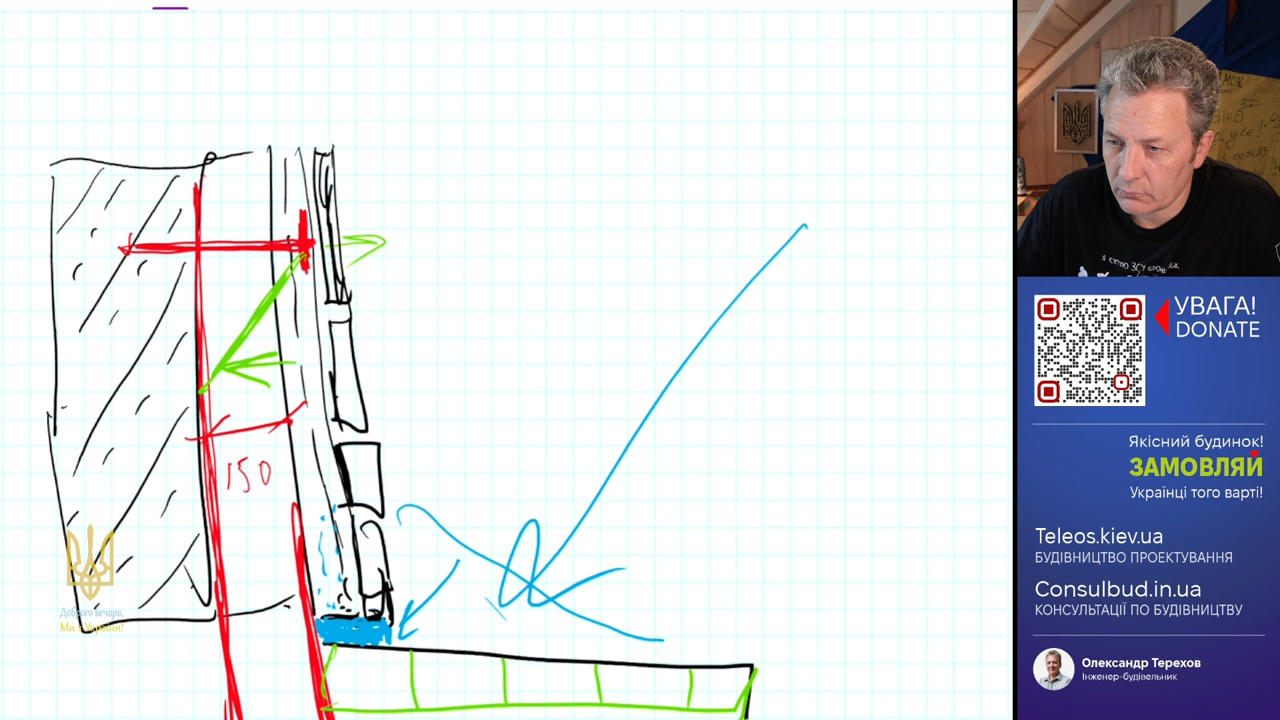 150
Доброго вечора,
Ми з України!
УВАГА!
DONATE
Якісний будинок!
ЗАМОВЛЯЙ
Українці того варті!
Teleos.kiev.ua
БУДІВНИЦТВО ПРОЕКТУВАННЯ
Consulbud.in.ua
КОНСУЛЬТАЦІЇ ПО БУДІВНИЦТВУ
Олександр Терехов
Інженер-будівельник